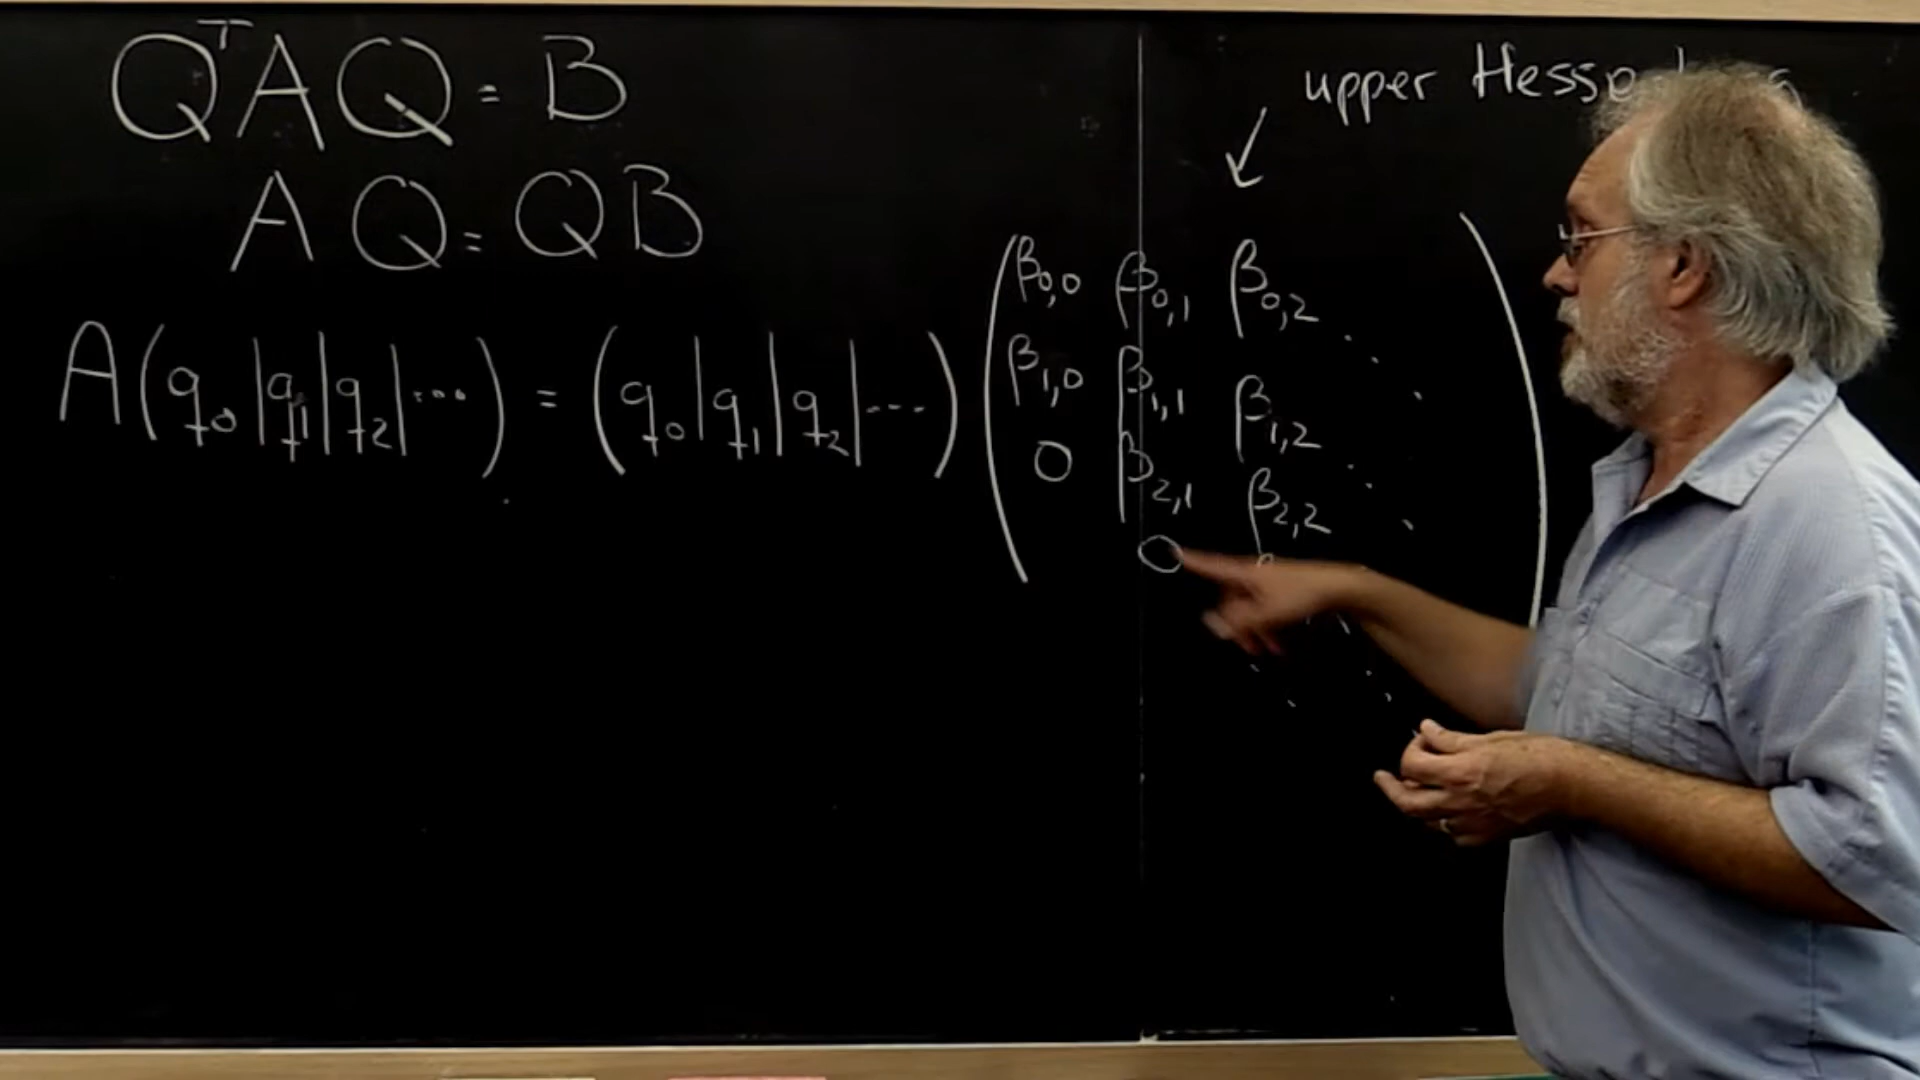 QᵀAQ = B
upper
AQ = QB
A(q₀|q₁|q₂|···) = (q₀|q₁|q₂|···)
β₀,₀ β₀,₁ β₀,₂
β₁,₀ β₁,₁ β₁,₂
0 β₂,₁ β₂,₂
0